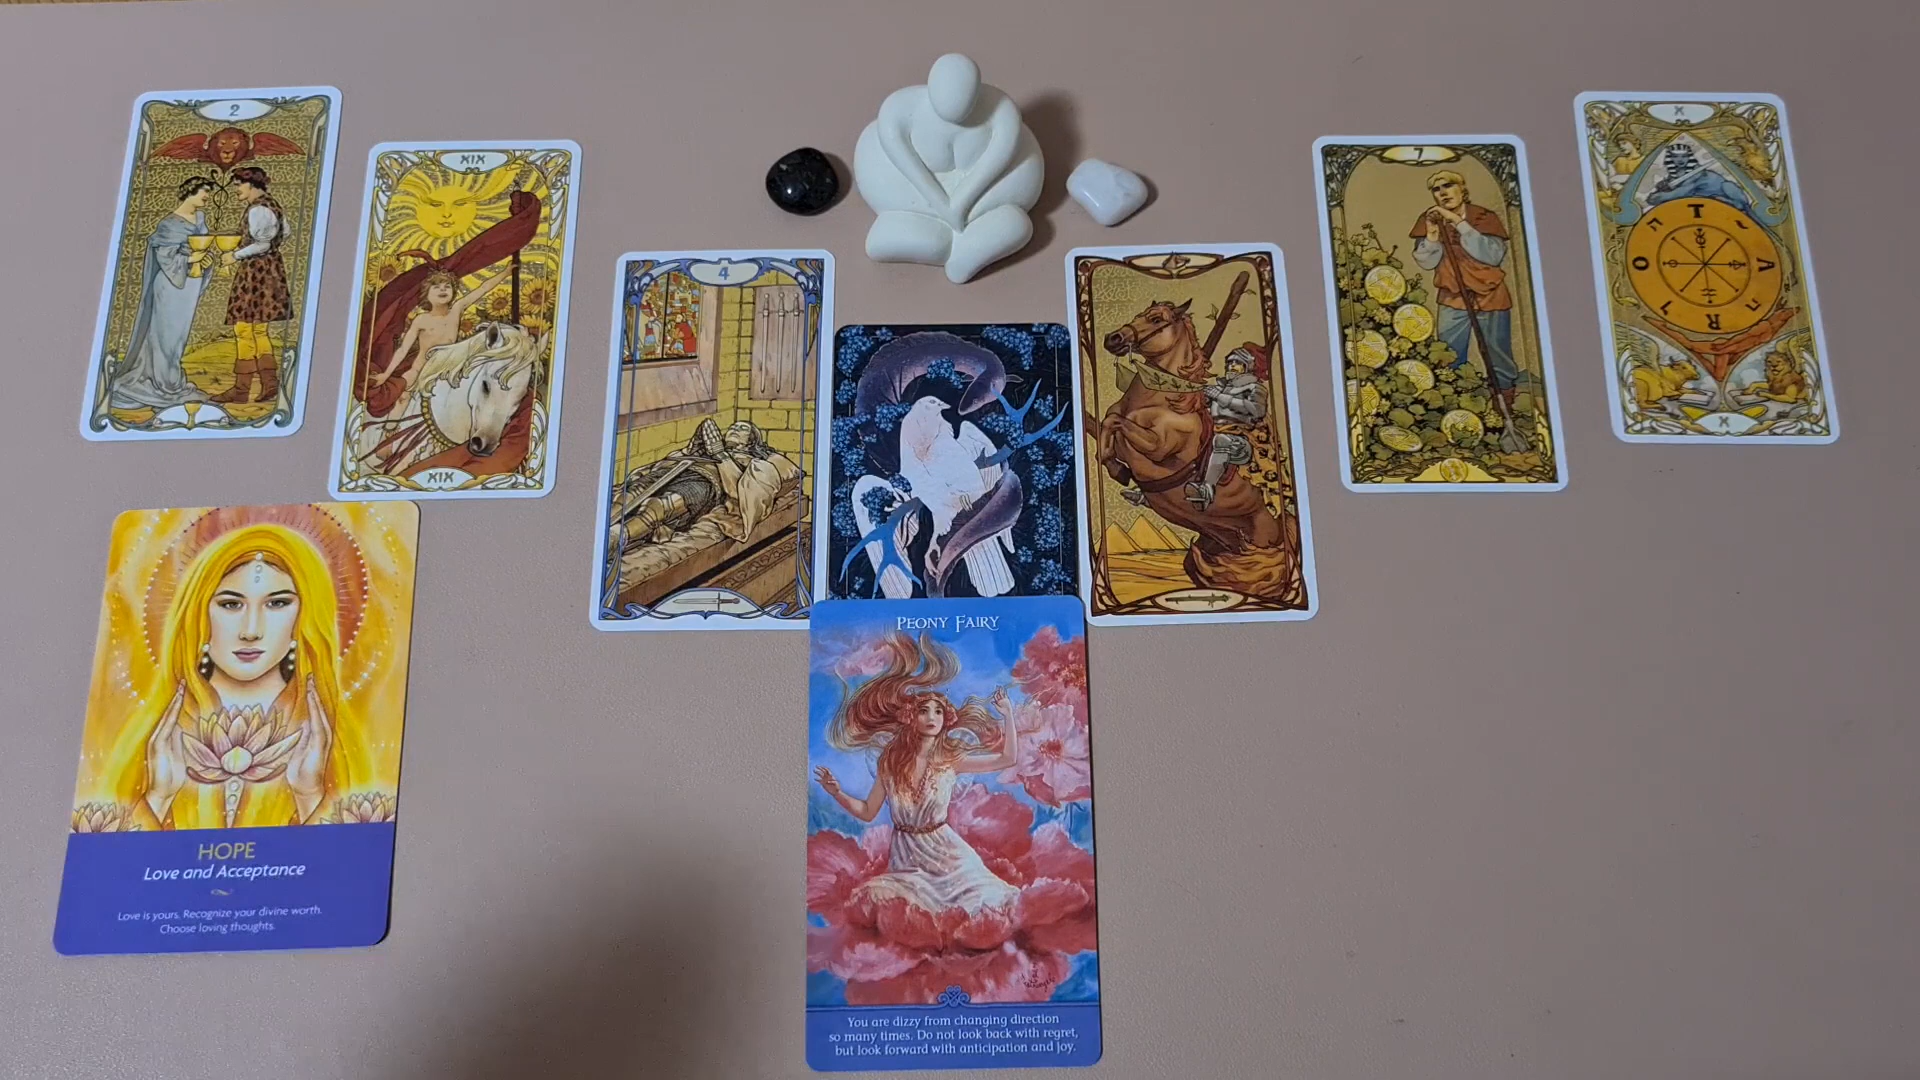 2
XIX
XIX
4
7
X
T
A
R
O
X
HOPE
Love and Acceptance
Love is yours. Recognize your divine worth.
Choose loving thoughts.
PEONY FAIRY
You are dizzy from changing direction
so many times. Do not look back with regret,
but look forward with anticipation and joy.